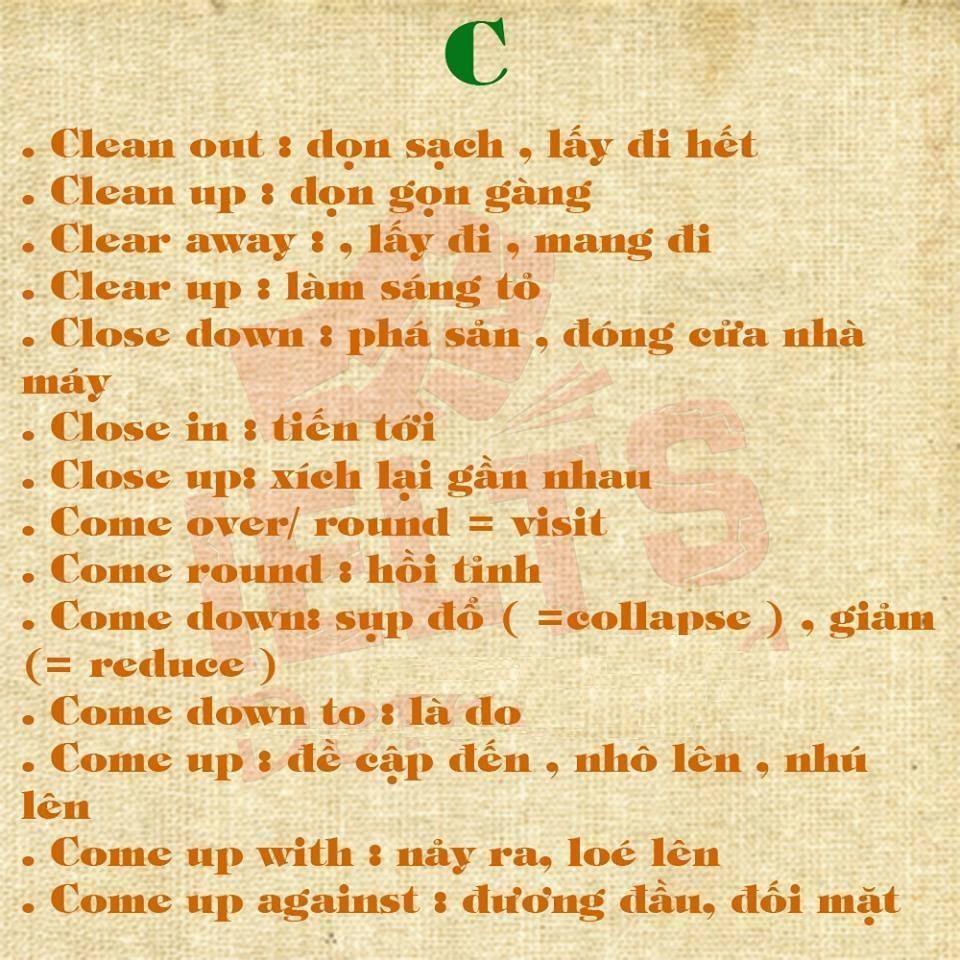 C
. Clean out : dọn sạch , lấy đi hết
. Clean up : dọn gọn gàng
. Clear away : , lấy đi , mang đi
. Clear up : làm sáng tỏ
. Close down : phá sản , đóng cửa nhà
máy
. Close in : tiến tới
. Close up: xích lại gần nhau
. Come over/ round = visit
. Come round : hồi tỉnh
. Come down: sụp đổ ( =collapse ) , giảm
(= reduce )
. Come down to : là do
. Come up : đề cập đến , nhô lên , nhú
lên
. Come up with : nảy ra, loé lên
. Come up against : đương đầu, đối mặt
IELTS